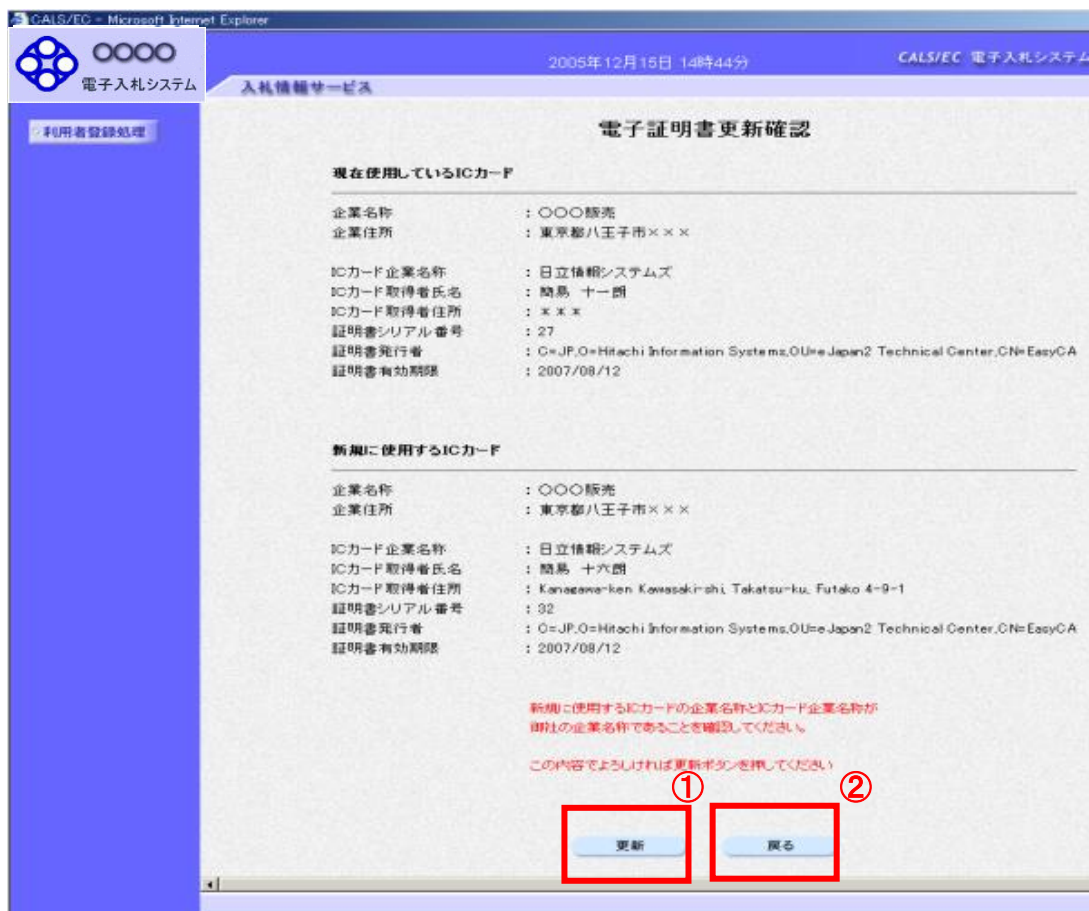 CALS/EC - Microsoft Internet Explorer
○○○○
電子入札システム
2005年12月15日 14時44分
CALS/EC 電子入札システム
入札情報サービス
利用者登録処理
電子証明書更新確認
現在使用しているICカード
企業名称 : ○○○販売
企業住所 : 東京都八王子市×××
ICカード企業名称 : 日立情報システムズ
ICカード取得者氏名 : 簡易 十一朗
ICカード取得者住所 : ×××
証明書シリアル番号 : 27
証明書発行者 : C=JP,O=Hitachi Information Systems,OU=eJapan2 Technical Center,CN=EasyCA
証明書有効期限 : 2007/08/12
新規に使用するICカード
企業名称 : ○○○販売
企業住所 : 東京都八王子市×××
ICカード企業名称 : 日立情報システムズ
ICカード取得者氏名 : 簡易 十六朗
ICカード取得者住所 : Kanagawa-ken Kawasaki-shi, Takatsu-ku, Futako 4-9-1
証明書シリアル番号 : 32
証明書発行者 : C=JP,O=Hitachi Information Systems,OU=eJapan2 Technical Center,CN=EasyCA
証明書有効期限 : 2007/08/12
新規に使用するICカードの企業名称とICカード企業名称が
御社の企業名称であることを確認してください。
この内容でよろしければ更新ボタンを押してください
① ②
更新 戻る